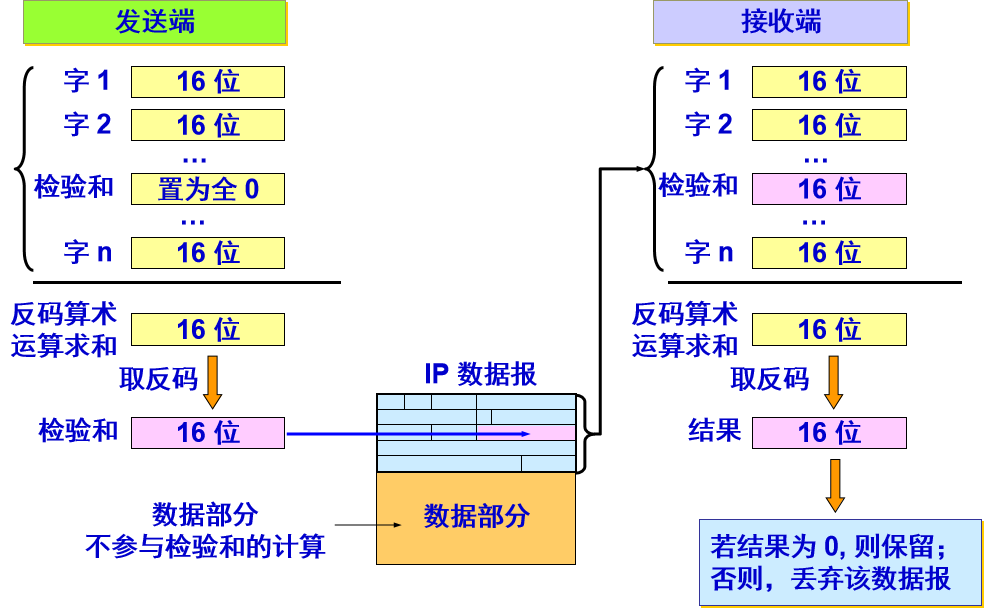 发送端
字 1
16 位
字 2
16 位
…
检验和
置为全 0
…
字 n
16 位
反码算术
运算求和
16 位
取反码
检验和
16 位
数据部分
不参与检验和的计算
IP 数据报
数据部分
接收端
字 1
16 位
字 2
16 位
…
检验和
16 位
…
字 n
16 位
反码算术
运算求和
16 位
取反码
结果
16 位
若结果为 0, 则保留；
否则，丢弃该数据报